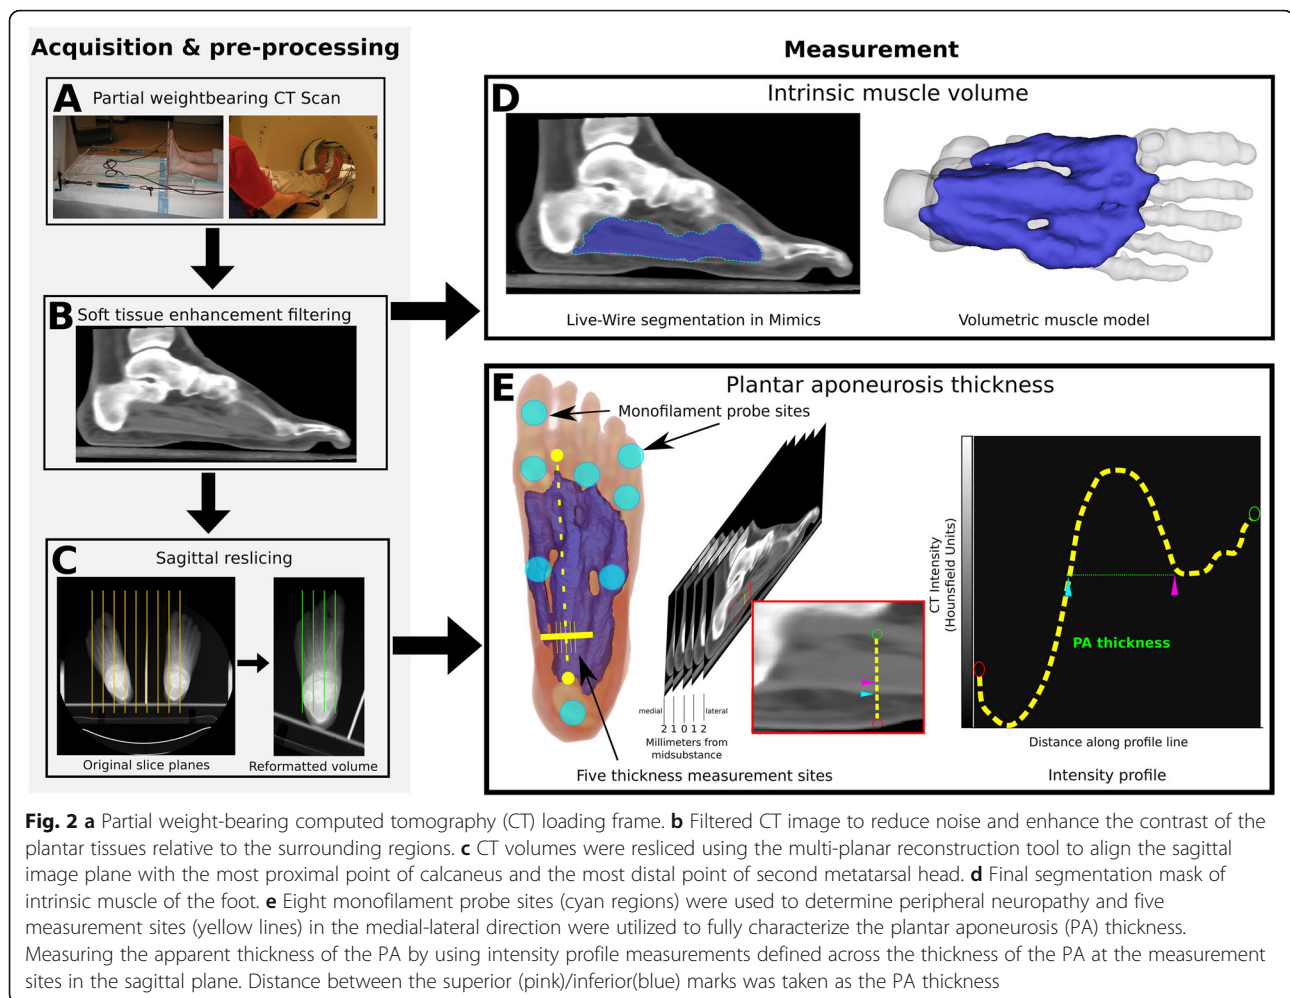 Acquisition & pre-processing
A
Partial weightbearing CT Scan
B
Soft tissue enhancement filtering
C
Sagittal reslicing
Original slice planes
Reformatted volume
Measurement
D
Intrinsic muscle volume
Live-Wire segmentation in Mimics
Volumetric muscle model
E
Plantar aponeurosis thickness
Monofilament probe sites
medial
lateral
2 1 0 1 2
Millimeters from
midsubstance
Five thickness measurement sites
CT Intensity
(Hounsfield Units)
PA thickness
Distance along profile line
Intensity profile
Fig. 2 a Partial weight-bearing computed tomography (CT) loading frame. b Filtered CT image to reduce noise and enhance the contrast of the
plantar tissues relative to the surrounding regions. c CT volumes were resliced using the multi-planar reconstruction tool to align the sagittal
image plane with the most proximal point of calcaneus and the most distal point of second metatarsal head. d Final segmentation mask of
intrinsic muscle of the foot. e Eight monofilament probe sites (cyan regions) were used to determine peripheral neuropathy and five
measurement sites (yellow lines) in the medial-lateral direction were utilized to fully characterize the plantar aponeurosis (PA) thickness.
Measuring the apparent thickness of the PA by using intensity profile measurements defined across the thickness of the PA at the measurement
sites in the sagittal plane. Distance between the superior (pink)/inferior(blue) marks was taken as the PA thickness